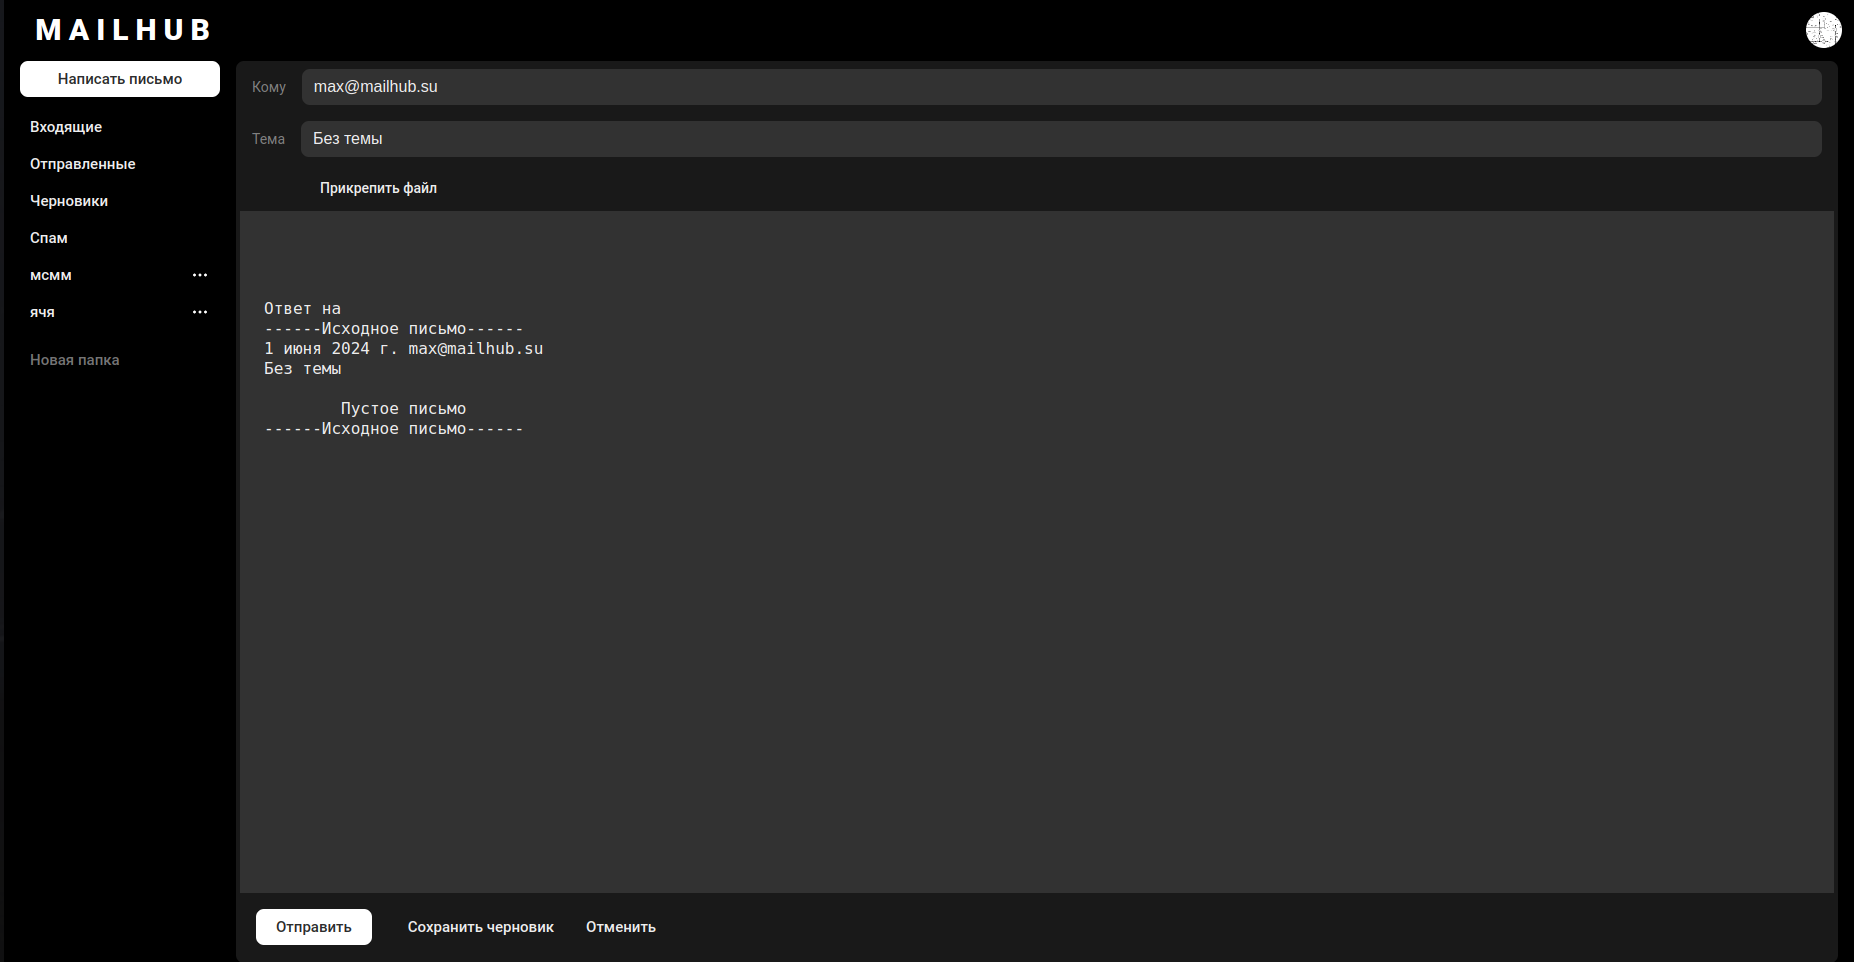 MAILHUB
Написать письмо
Входящие
Отправленные
Черновики
Спам
мсмм
ячя
Новая папка
Кому max@mailhub.su
Тема Без темы
Прикрепить файл
Ответ на
------Исходное письмо------
1 июня 2024 г. max@mailhub.su
Без темы
Пустое письмо
------Исходное письмо------
Отправить Сохранить черновик Отменить